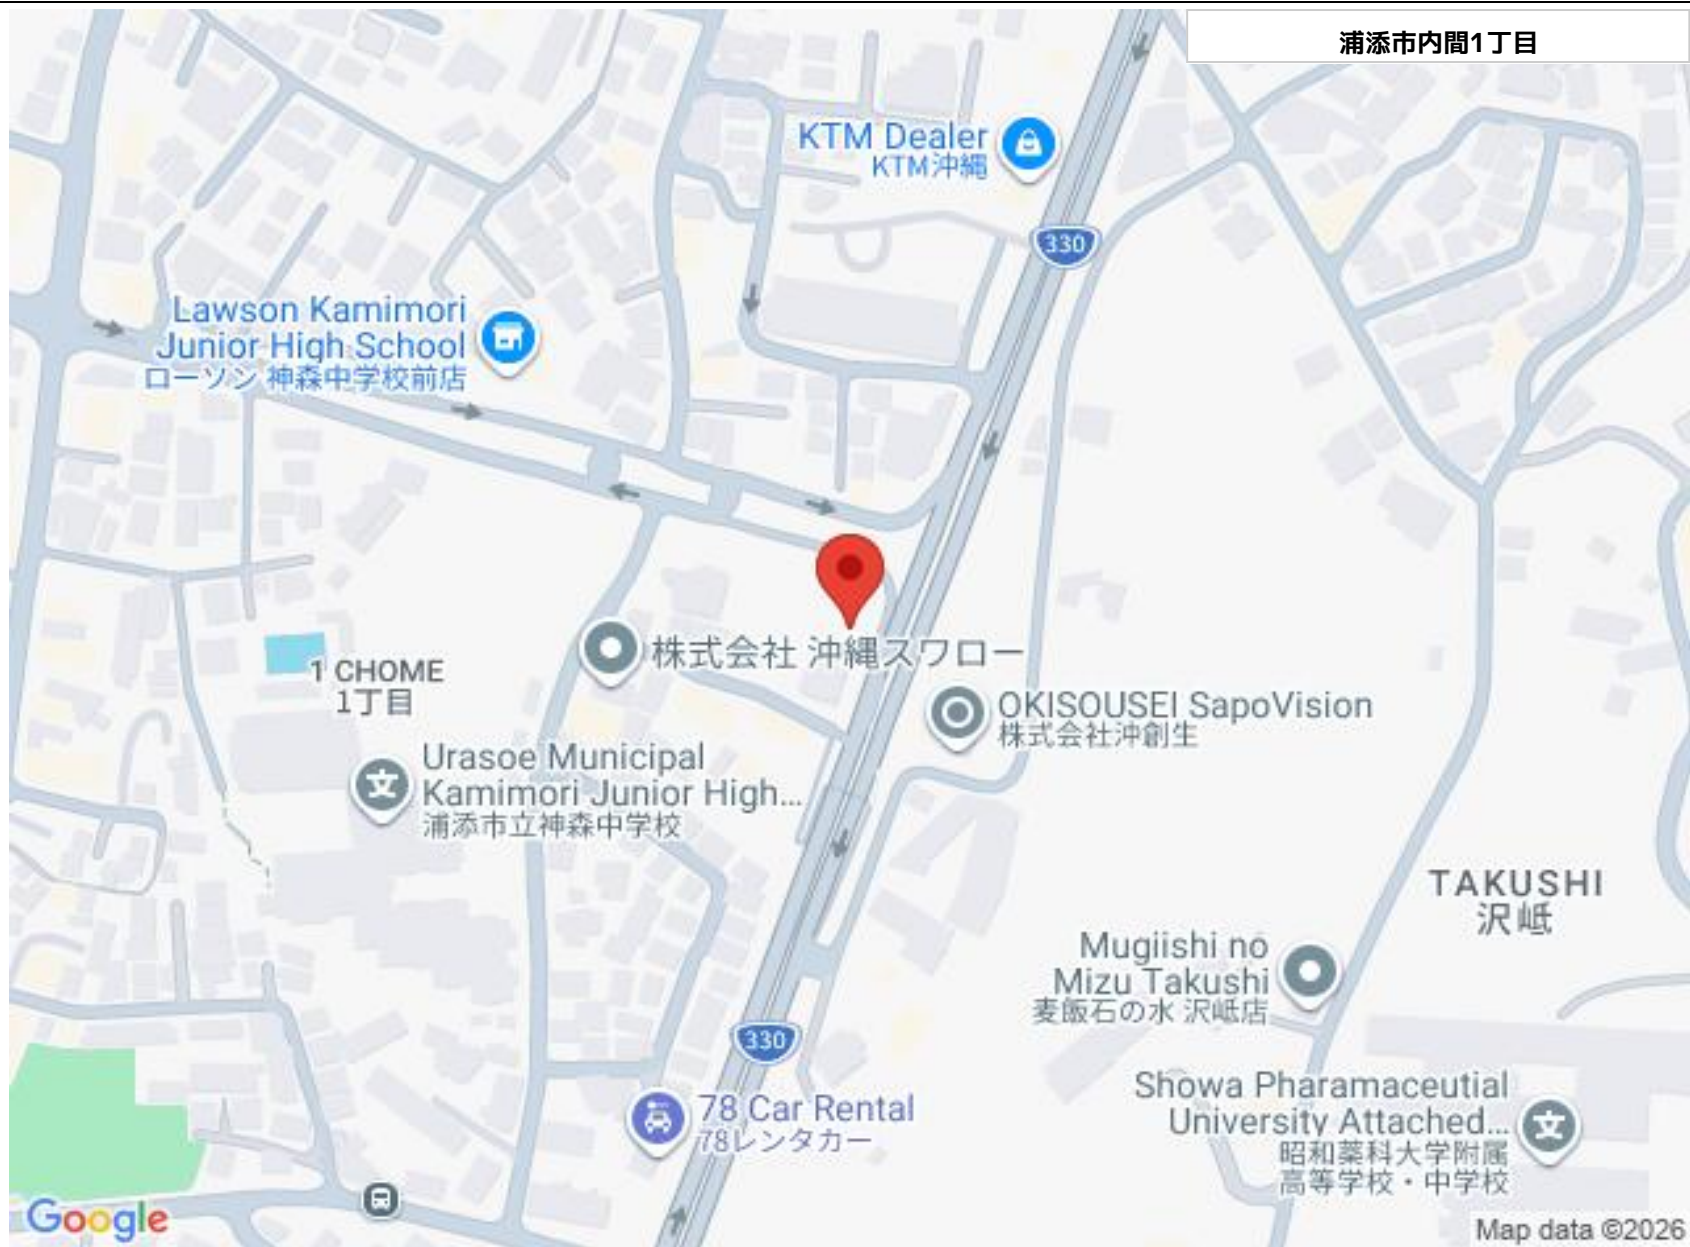 浦添市内間1丁目
KTM Dealer
KTM沖縄
330
Lawson Kamimori
Junior High School
ローソン 神森中学校前店
株式会社 沖縄スワロー
1 CHOME
1丁目
OKISOUSEI SapoVision
株式会社沖創生
Urasoe Municipal
Kamimori Junior High...
浦添市立神森中学校
TAKUSHI
沢岻
Mugiishi no
Mizu Takushi
麦飯石の水 沢岻店
330
78 Car Rental
78レンタカー
Showa Pharamaceutial
University Attached...
昭和薬科大学附属
高等学校・中学校
Google
Map data ©2026